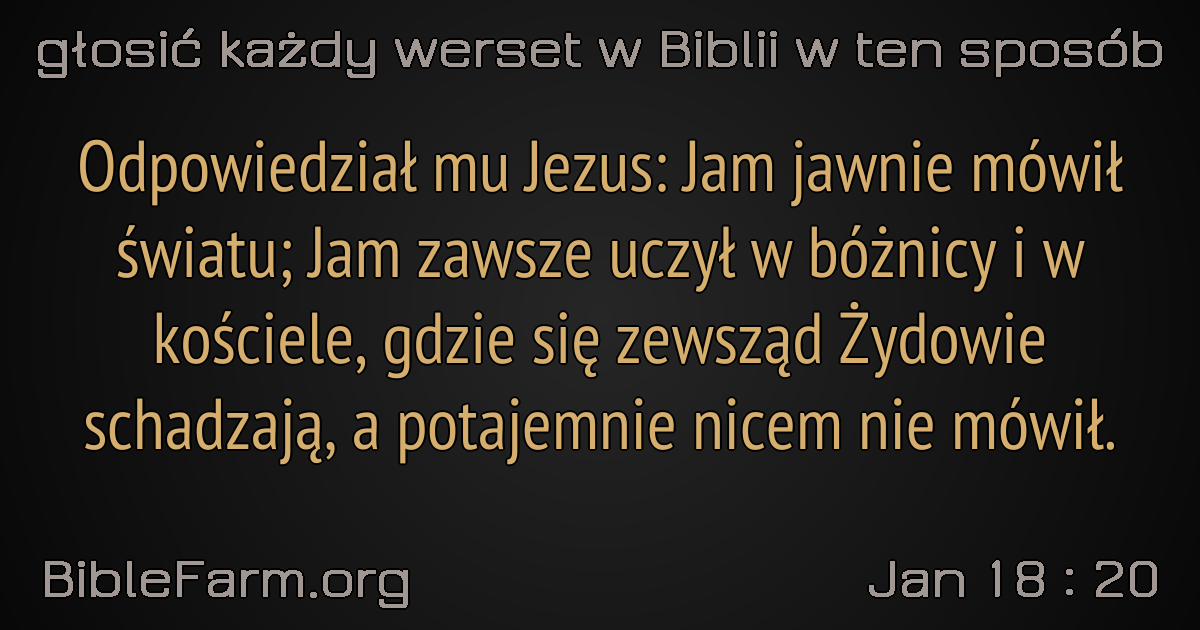 głosić każdy werset w Biblii w ten sposób
Odpowiedział mu Jezus: Jam jawnie mówił
światu; Jam zawsze uczył w bóżnicy i w
kościele, gdzie się zewsząd Żydowie
schadzają, a potajemnie nicem nie mówił.
BibleFarm.org
Jan 18 : 20